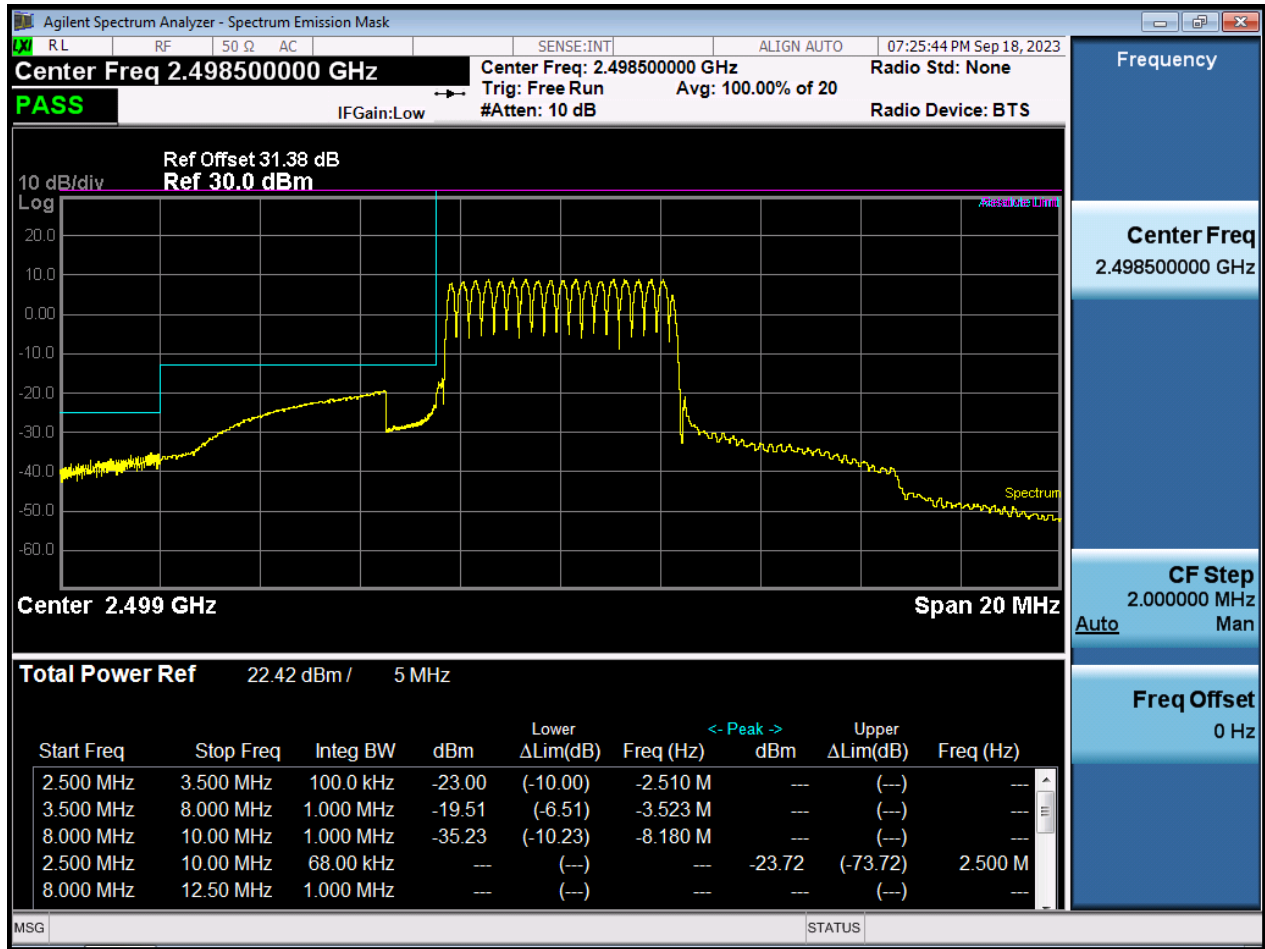 Agilent Spectrum Analyzer - Spectrum Emission Mask
LXI RL RF 50 Ω AC SENSE:INT ALIGN AUTO 07:25:44 PM Sep 18, 2023
Center Freq 2.498500000 GHz
PASS
IFGain:Low
Center Freq: 2.498500000 GHz
Trig: Free Run Avg: 100.00% of 20
#Atten: 10 dB
Radio Std: None
Radio Device: BTS
Ref Offset 31.38 dB
10 dB/div Ref 30.0 dBm
Log
20.0
10.0
0.00
-10.0
-20.0
-30.0
-40.0
-50.0
-60.0
Limit
Spectrum
Center 2.499 GHz Span 20 MHz
Total Power Ref 22.42 dBm / 5 MHz
Lower <- Peak -> Upper
Start Freq Stop Freq Integ BW dBm ΔLim(dB) Freq (Hz) dBm ΔLim(dB) Freq (Hz)
2.500 MHz 3.500 MHz 100.0 kHz -23.00 (-10.00) -2.510 M --- (---) ---
3.500 MHz 8.000 MHz 1.000 MHz -19.51 (-6.51) -3.523 M --- (---) ---
8.000 MHz 10.00 MHz 1.000 MHz -35.23 (-10.23) -8.180 M --- (---) ---
2.500 MHz 10.00 MHz 68.00 kHz --- (---) --- -23.72 (-73.72) 2.500 M
8.000 MHz 12.50 MHz 1.000 MHz --- (---) --- --- (---) ---
MSG STATUS
Frequency
Center Freq
2.498500000 GHz
CF Step
2.000000 MHz
Auto Man
Freq Offset
0 Hz